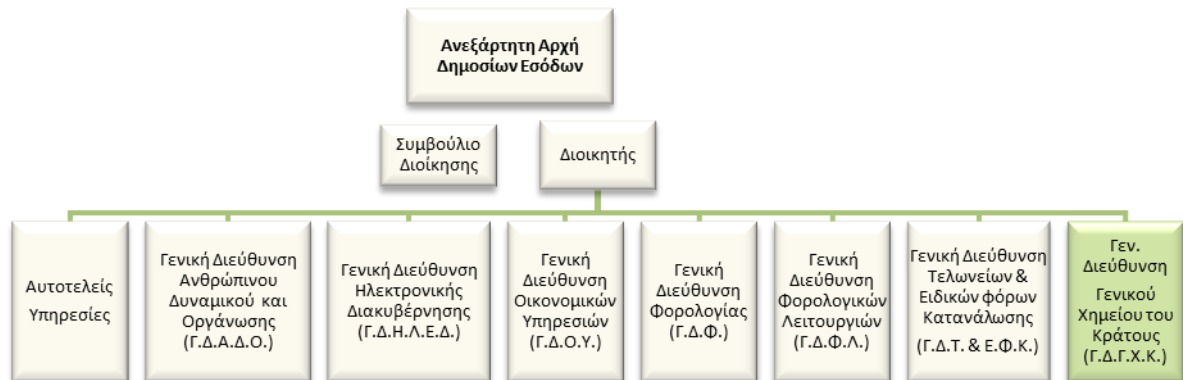 Ανεξάρτητη Αρχή
Δημοσίων Εσόδων
Συμβούλιο
Διοίκησης
Διοικητής
Αυτοτελείς
Υπηρεσίες
Γενική Διεύθυνση
Ανθρώπινου
Δυναμικού και
Οργάνωσης
(Γ.Δ.Α.Δ.Ο.)
Γενική Διεύθυνση
Ηλεκτρονικής
Διακυβέρνησης
(Γ.Δ.Η.Λ.Ε.Δ.)
Γενική
Διεύθυνση
Οικονομικών
Υπηρεσιών
(Γ.Δ.Ο.Υ.)
Γενική
Διεύθυνση
Φορολογίας
(Γ.Δ.Φ.)
Γενική
Διεύθυνση
Φορολογικών
Λειτουργιών
(Γ.Δ.Φ.Λ.)
Γενική Διεύθυνση
Τελωνείων &
Ειδικών φόρων
Κατανάλωσης
(Γ.Δ.Τ. & Ε.Φ.Κ.)
Γεν.
Διεύθυνση
Γενικού
Χημείου του
Κράτους
(Γ.Δ.Γ.Χ.Κ.)